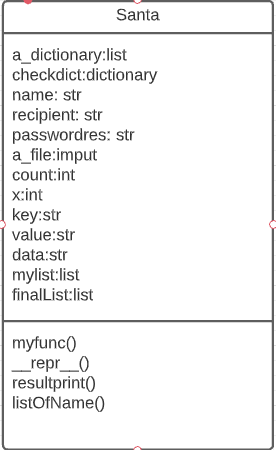 Santa
a_dictionary:list
checkdict:dictionary
name: str
recipient: str
passwordres: str
a_file:imput
count:int
x:int
key:str
value:str
data:str
mylist:list
finalList:list
myfunc()
__repr__()
resultprint()
listOfName()